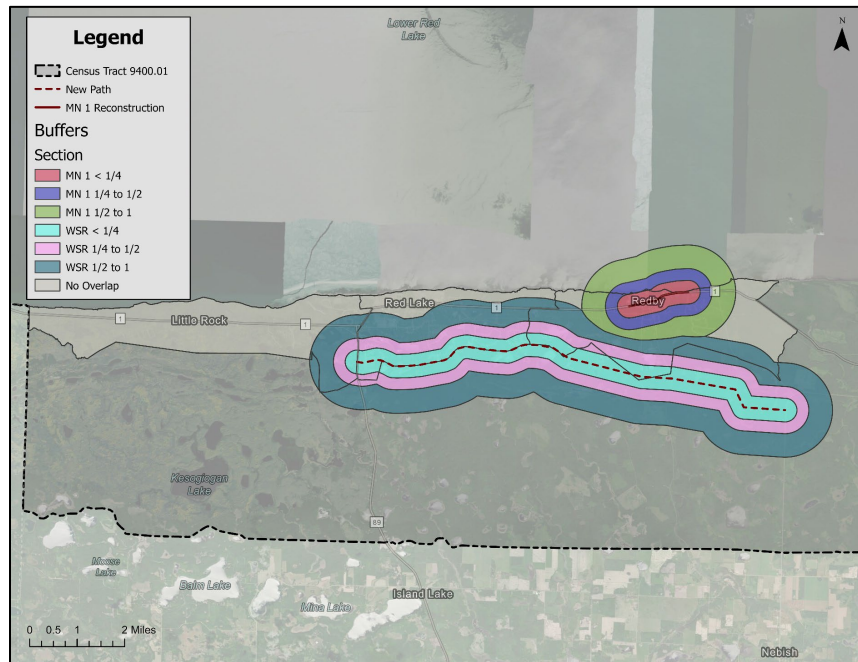 Legend
Census Tract 9400.01
New Path
MN 1 Reconstruction
Buffers
Section
MN 1 < 1/4
MN 1 1/4 to 1/2
MN 1 1/2 to 1
WSR < 1/4
WSR 1/4 to 1/2
WSR 1/2 to 1
No Overlap
Lower Red
Lake
N
Redby
1
Red Lake
1
Little Rock
1
1
Kesogiogan
Lake
89
Moose
Lake
Balm Lake
Mina Lake
Island Lake
Nebish
0 0.5 1 2 Miles